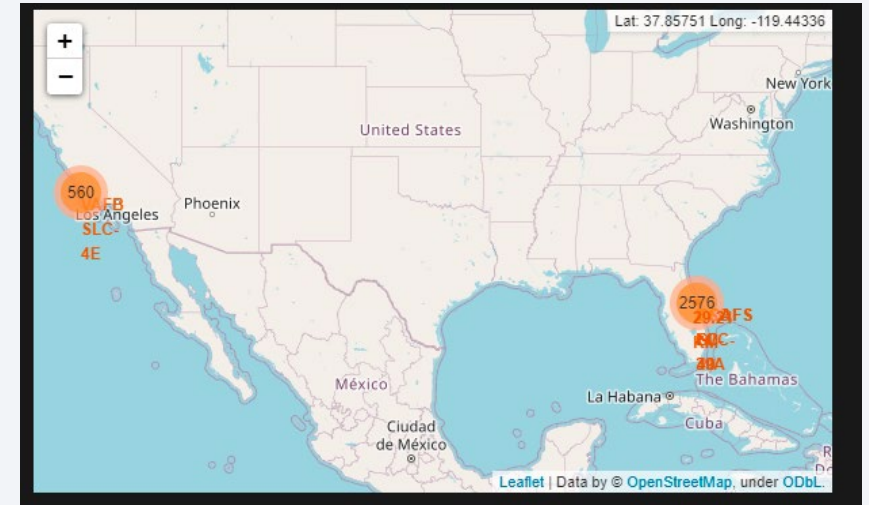 +
Lat: 37.85751 Long: -119.44336
−
New York
Washington
United States
560
VAFB
Los Angeles
SLC-
4E
Phoenix
2576
AFS
México
The Bahamas
La Habana
Cuba
Ciudad
de México
Leaflet | Data by © OpenStreetMap, under ODbL.